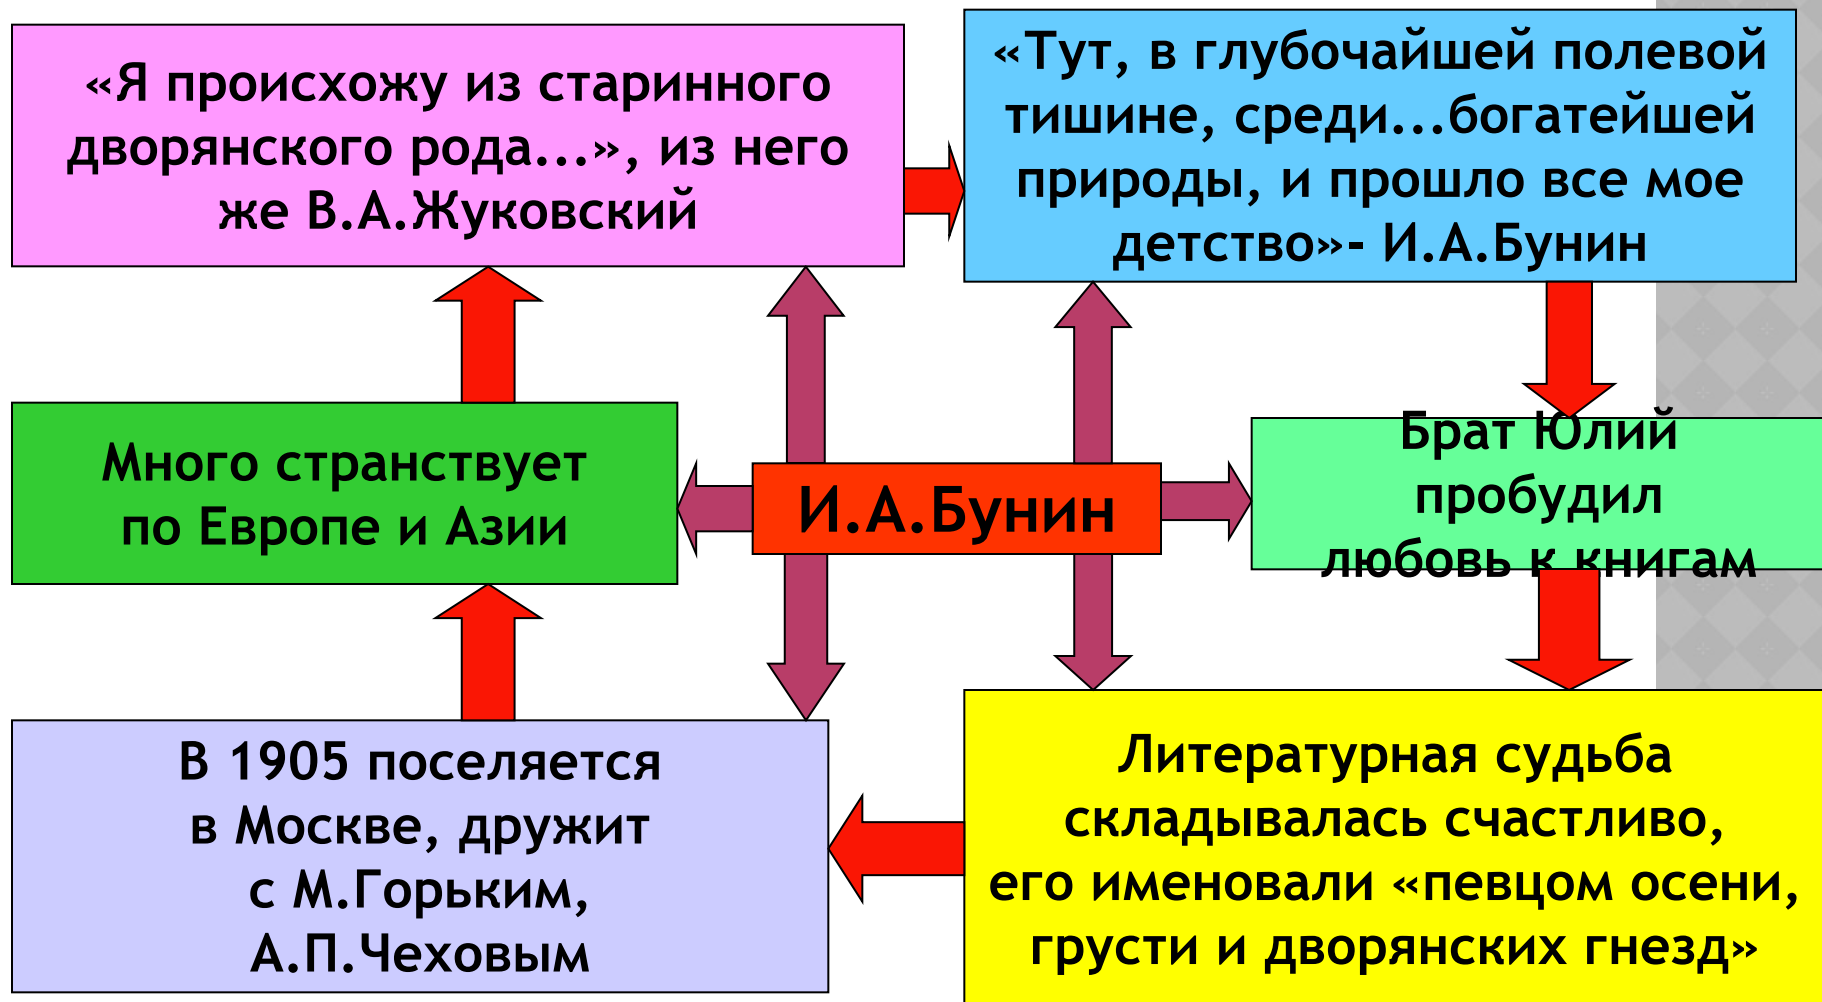 «Я происхожу из старинного
дворянского рода...», из него
же В.А.Жуковский
«Тут, в глубочайшей полевой
тишине, среди...богатейшей
природы, и прошло все мое
детство»- И.А.Бунин
Много странствует
по Европе и Азии
И.А.Бунин
Брат Юлий
пробудил
любовь к книгам
В 1905 поселяется
в Москве, дружит
с М.Горьким,
А.П.Чеховым
Литературная судьба
складывалась счастливо,
его именовали «певцом осени,
грусти и дворянских гнезд»